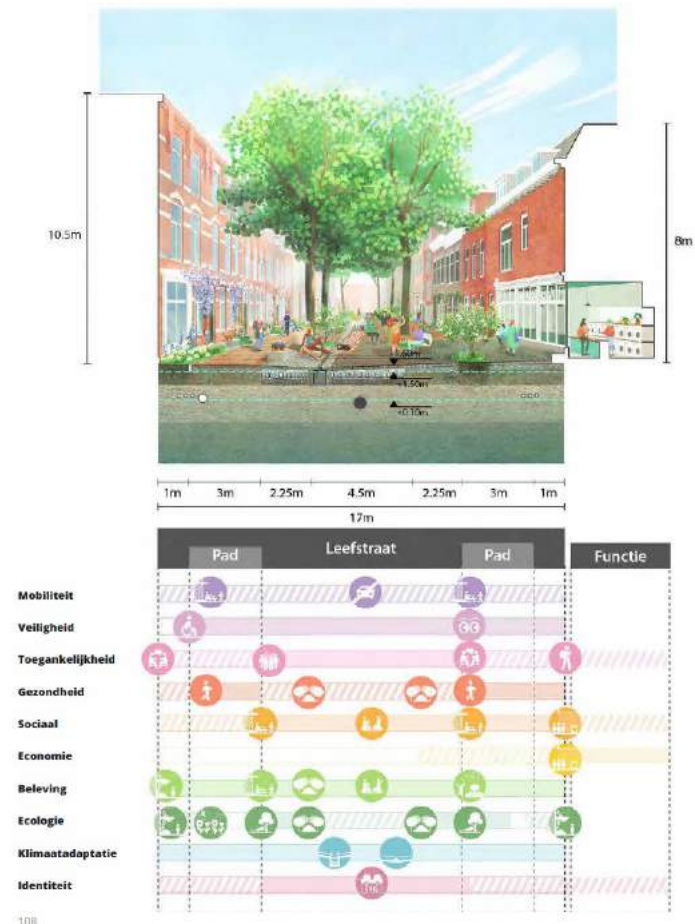 10.5m
8m
+1.50m
+0.10m
1m 3m 2.25m 4.5m 2.25m 3m 1m
17m
Pad Leefstraat Pad Functie
Mobiliteit
Veiligheid
Toegankelijkheid
Gezondheid
Sociaal
Economie
Beleving
Ecologie
Klimaatadaptatie
Identiteit
108